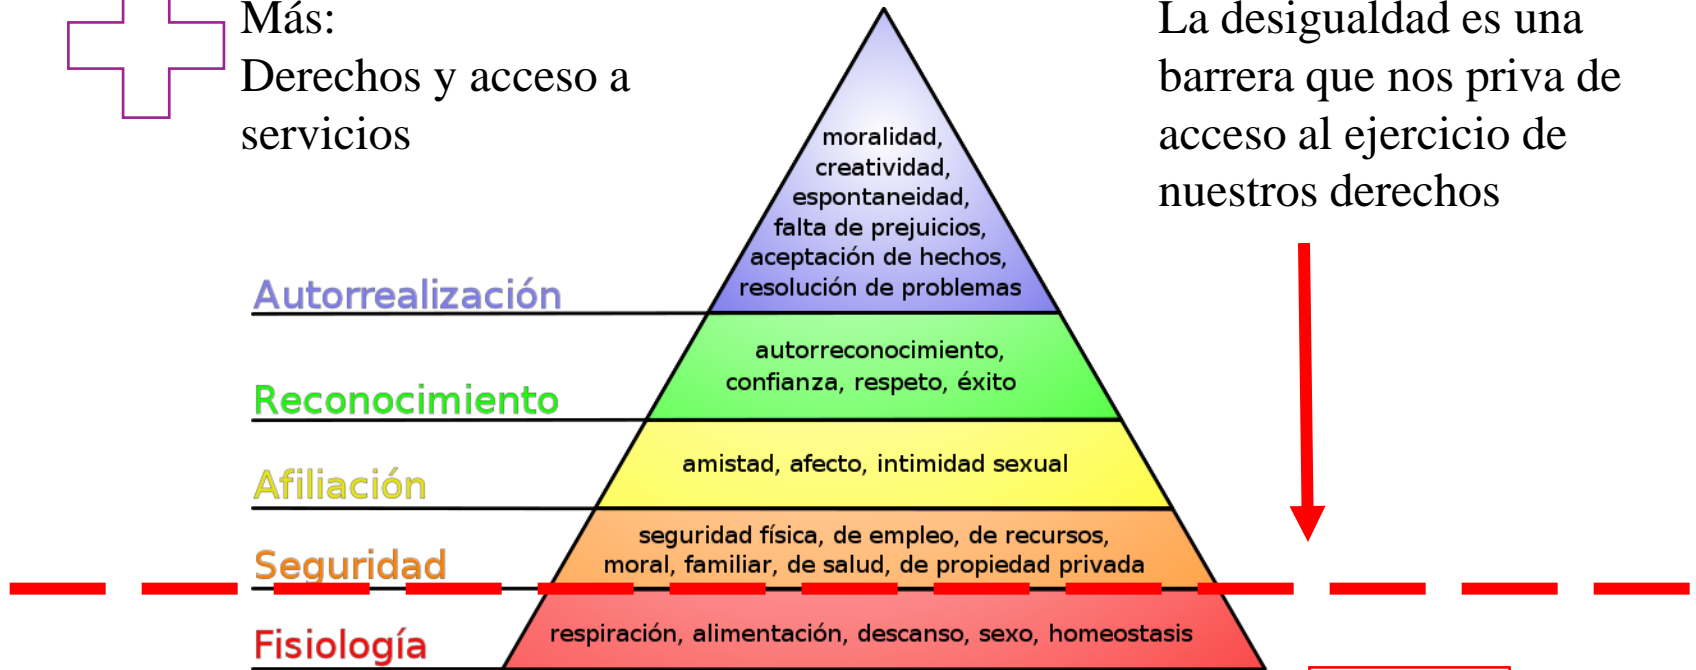 Más:
Derechos y acceso a
servicios
La desigualdad es una
barrera que nos priva de
acceso al ejercicio de
nuestros derechos
moralidad,
creatividad,
espontaneidad,
falta de prejuicios,
aceptación de hechos,
resolución de problemas
Autorrealización
autorreconocimiento,
confianza, respeto, éxito
Reconocimiento
amistad, afecto, intimidad sexual
Afiliación
seguridad física, de empleo, de recursos,
moral, familiar, de salud, de propiedad privada
Seguridad
respiración, alimentación, descanso, sexo, homeostasis
Fisiología